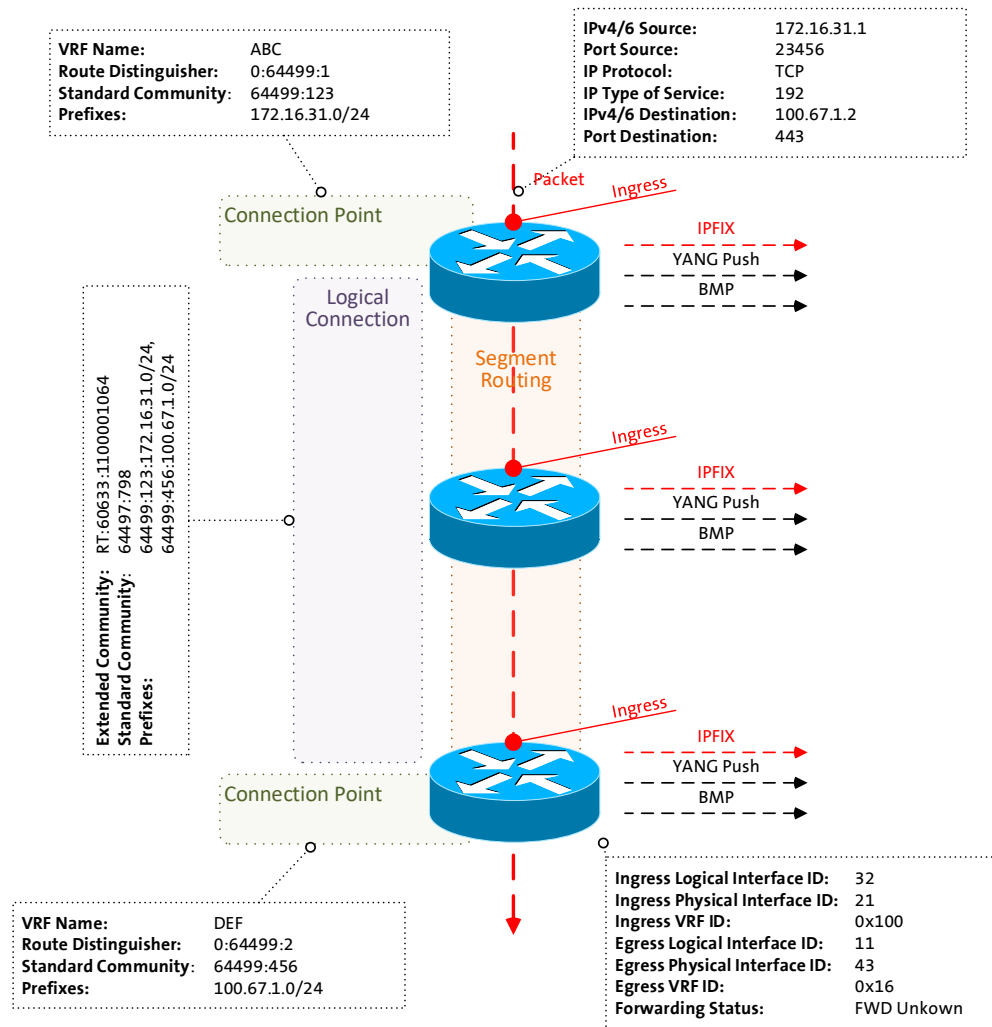 VRF Name: ABC
Route Distinguisher: 0:64499:1
Standard Community: 64499:123
Prefixes: 172.16.31.0/24
IPv4/6 Source: 172.16.31.1
Port Source: 23456
IP Protocol: TCP
IP Type of Service: 192
IPv4/6 Destination: 100.67.1.2
Port Destination: 443
Packet
Ingress
Connection Point
IPFIX
YANG Push
BMP
Logical
Connection
Segment
Routing
Extended Community: RT:60633:1100001064
Standard Community: 64497:798
Prefixes: 64499:123:172.16.31.0/24,
64499:456:100.67.1.0/24
Ingress
IPFIX
YANG Push
BMP
Ingress
IPFIX
YANG Push
BMP
Connection Point
VRF Name: DEF
Route Distinguisher: 0:64499:2
Standard Community: 64499:456
Prefixes: 100.67.1.0/24
Ingress Logical Interface ID: 32
Ingress Physical Interface ID: 21
Ingress VRF ID: 0x100
Egress Logical Interface ID: 11
Egress Physical Interface ID: 43
Egress VRF ID: 0x16
Forwarding Status: FWD Unkown